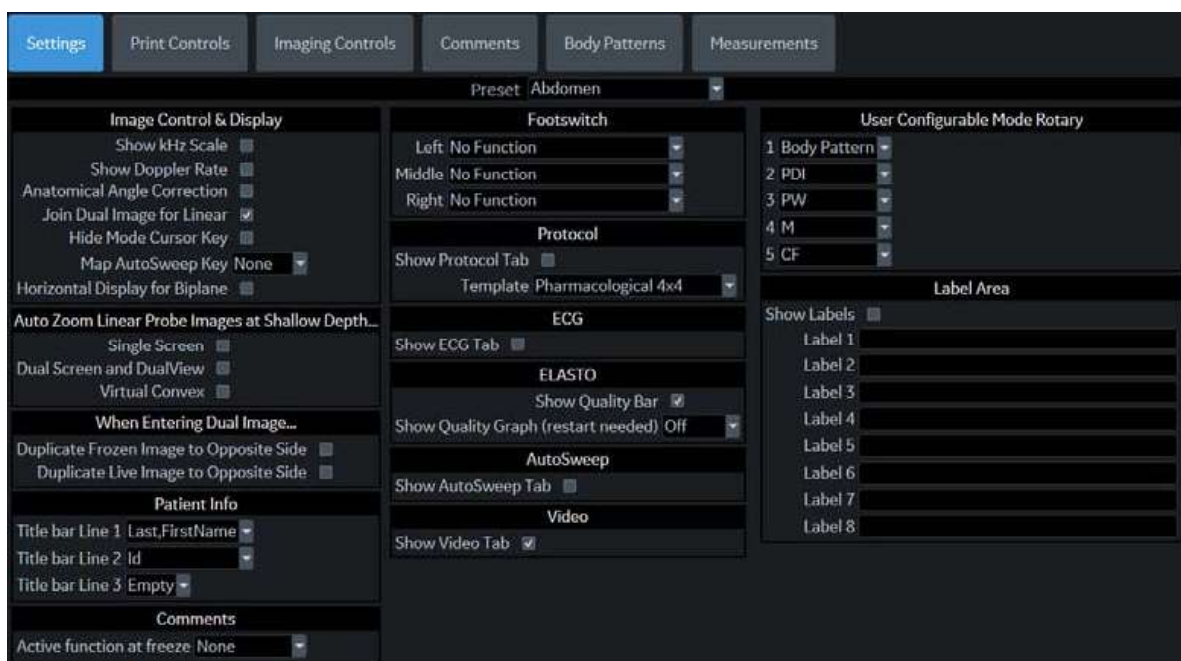 Settings
Print Controls
Imaging Controls
Comments
Body Patterns
Measurements
Preset Abdomen
Image Control & Display
Show kHz Scale
Show Doppler Rate
Anatomical Angle Correction
Join Dual Image for Linear
Hide Mode Cursor Key
Map AutoSweep Key None
Horizontal Display for Biplane
Auto Zoom Linear Probe Images at Shallow Depth...
Single Screen
Dual Screen and DualView
Virtual Convex
When Entering Dual Image...
Duplicate Frozen Image to Opposite Side
Duplicate Live Image to Opposite Side
Patient Info
Title bar Line 1 Last,FirstName
Title bar Line 2 Id
Title bar Line 3 Empty
Comments
Active function at freeze None
Footswitch
Left No Function
Middle No Function
Right No Function
Protocol
Show Protocol Tab
Template Pharmacological 4x4
ECG
Show ECG Tab
ELASTO
Show Quality Bar
Show Quality Graph (restart needed) Off
AutoSweep
Show AutoSweep Tab
Video
Show Video Tab
User Configurable Mode Rotary
1 Body Pattern
2 PDI
3 PW
4 M
5 CF
Label Area
Show Labels
Label 1
Label 2
Label 3
Label 4
Label 5
Label 6
Label 7
Label 8